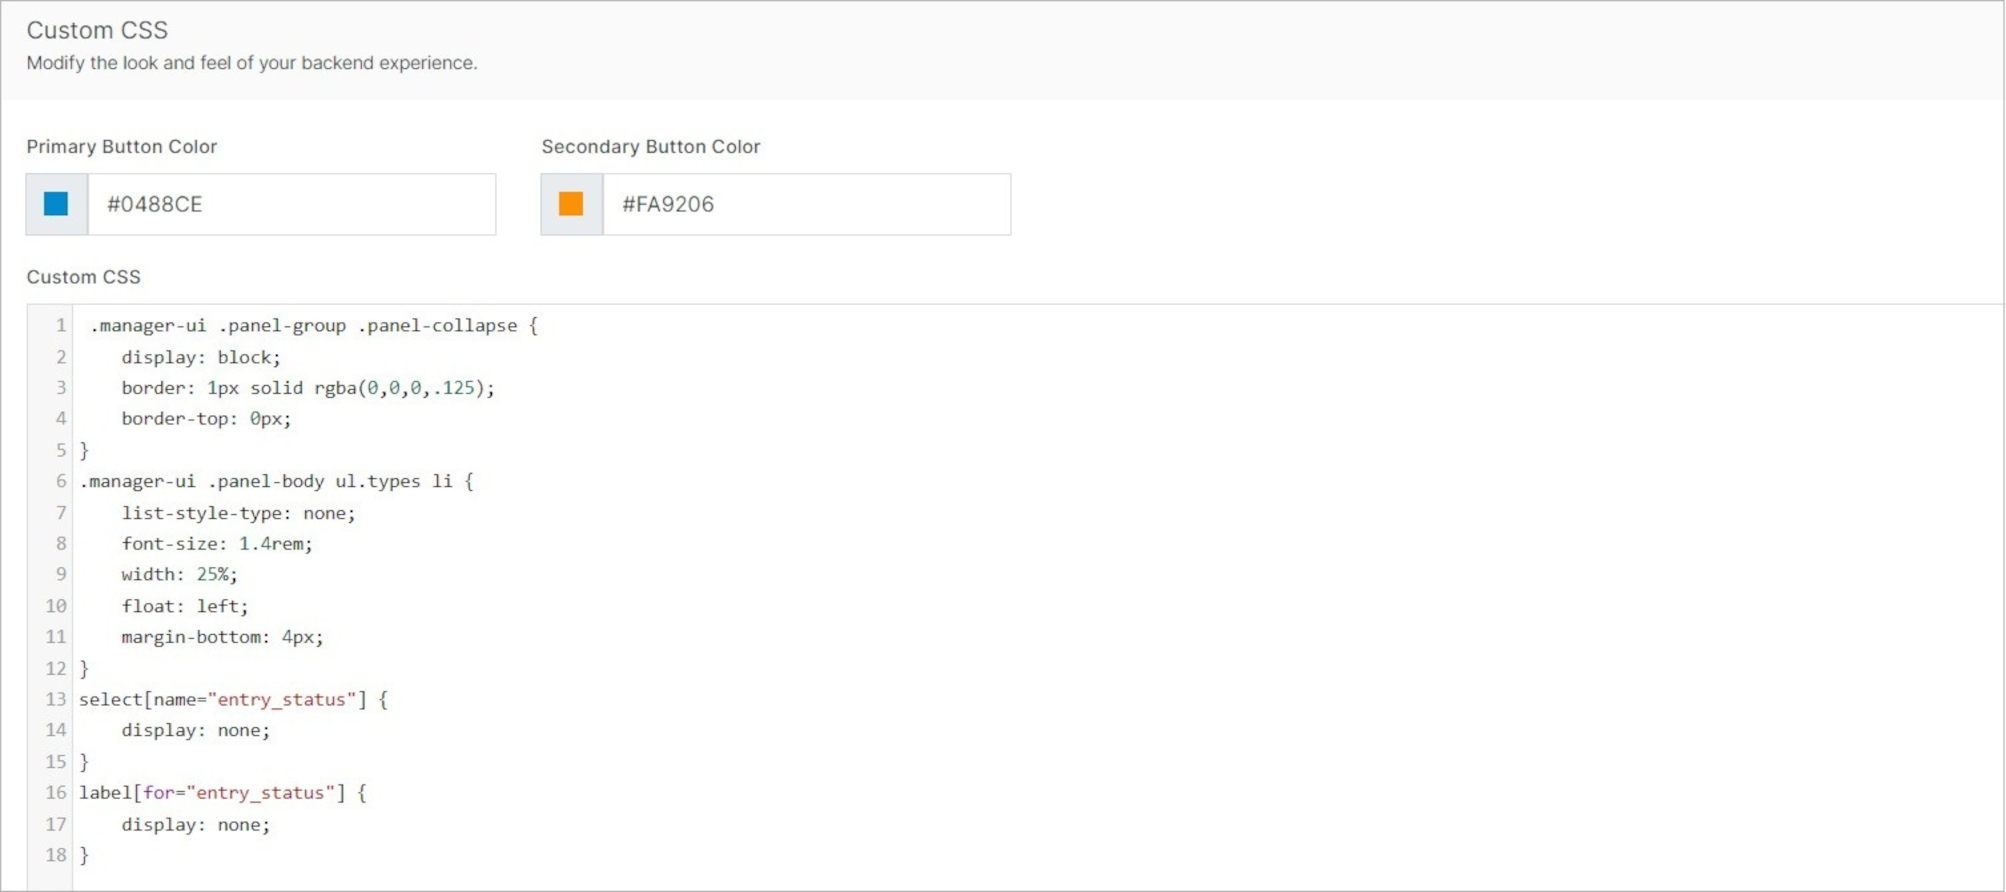 Custom CSS
Modify the look and feel of your backend experience.
Primary Button Color
Secondary Button Color
#0488CE
#FA9206
Custom CSS
1 .manager-ui .panel-group .panel-collapse {
2 display: block;
3 border: 1px solid rgba(0,0,0,.125);
4 border-top: 0px;
5 }
6 .manager-ui .panel-body ul.types li {
7 list-style-type: none;
8 font-size: 1.4rem;
9 width: 25%;
10 float: left;
11 margin-bottom: 4px;
12 }
13 select[name="entry_status"] {
14 display: none;
15 }
16 label[for="entry_status"] {
17 display: none;
18 }